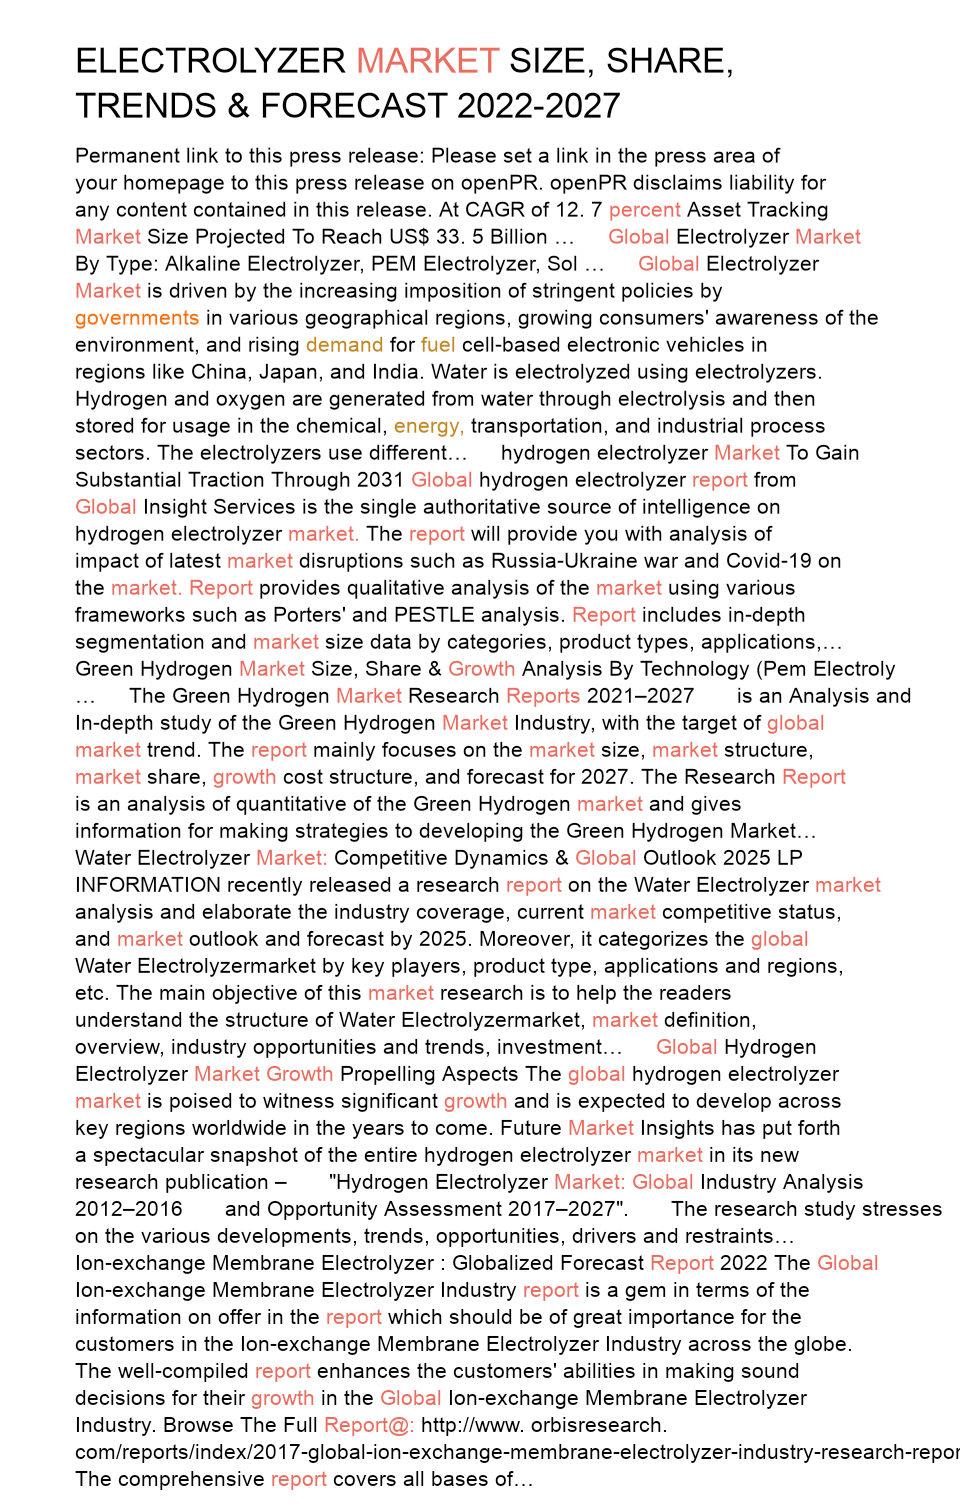 ELECTROLYZER MARKET SIZE, SHARE,
TRENDS & FORECAST 2022-2027
Permanent link to this press release: Please set a link in the press area of
your homepage to this press release on openPR. openPR disclaims liability for
any content contained in this release. At CAGR of 12. 7 percent Asset Tracking
Market Size Projected To Reach US$ 33. 5 Billion … Global Electrolyzer Market
By Type: Alkaline Electrolyzer, PEM Electrolyzer, Sol … Global Electrolyzer
Market is driven by the increasing imposition of stringent policies by
governments in various geographical regions, growing consumers' awareness of the
environment, and rising demand for fuel cell-based electronic vehicles in
regions like China, Japan, and India. Water is electrolyzed using electrolyzers.
Hydrogen and oxygen are generated from water through electrolysis and then
stored for usage in the chemical, energy, transportation, and industrial process
sectors. The electrolyzers use different… hydrogen electrolyzer Market To Gain
Substantial Traction Through 2031 Global hydrogen electrolyzer report from
Global Insight Services is the single authoritative source of intelligence on
hydrogen electrolyzer market. The report will provide you with analysis of
impact of latest market disruptions such as Russia-Ukraine war and Covid-19 on
the market. Report provides qualitative analysis of the market using various
frameworks such as Porters' and PESTLE analysis. Report includes in-depth
segmentation and market size data by categories, product types, applications,…
Green Hydrogen Market Size, Share & Growth Analysis By Technology (Pem Electroly
… The Green Hydrogen Market Research Reports 2021–2027 is an Analysis and
In-depth study of the Green Hydrogen Market Industry, with the target of global
market trend. The report mainly focuses on the market size, market structure,
market share, growth cost structure, and forecast for 2027. The Research Report
is an analysis of quantitative of the Green Hydrogen market and gives
information for making strategies to developing the Green Hydrogen Market…
Water Electrolyzer Market: Competitive Dynamics & Global Outlook 2025 LP
INFORMATION recently released a research report on the Water Electrolyzer market
analysis and elaborate the industry coverage, current market competitive status,
and market outlook and forecast by 2025. Moreover, it categorizes the global
Water Electrolyzermarket by key players, product type, applications and regions,
etc. The main objective of this market research is to help the readers
understand the structure of Water Electrolyzermarket, market definition,
overview, industry opportunities and trends, investment… Global Hydrogen
Electrolyzer Market Growth Propelling Aspects The global hydrogen electrolyzer
market is poised to witness significant growth and is expected to develop across
key regions worldwide in the years to come. Future Market Insights has put forth
a spectacular snapshot of the entire hydrogen electrolyzer market in its new
research publication – "Hydrogen Electrolyzer Market: Global Industry Analysis
2012–2016 and Opportunity Assessment 2017–2027". The research study stresses
on the various developments, trends, opportunities, drivers and restraints…
Ion-exchange Membrane Electrolyzer : Globalized Forecast Report 2022 The Global
Ion-exchange Membrane Electrolyzer Industry report is a gem in terms of the
information on offer in the report which should be of great importance for the
customers in the Ion-exchange Membrane Electrolyzer Industry across the globe.
The well-compiled report enhances the customers' abilities in making sound
decisions for their growth in the Global Ion-exchange Membrane Electrolyzer
Industry. Browse The Full Report@: http://www. orbisresearch.
com/reports/index/2017-global-ion-exchange-membrane-electrolyzer-industry-research-repor
The comprehensive report covers all bases of…